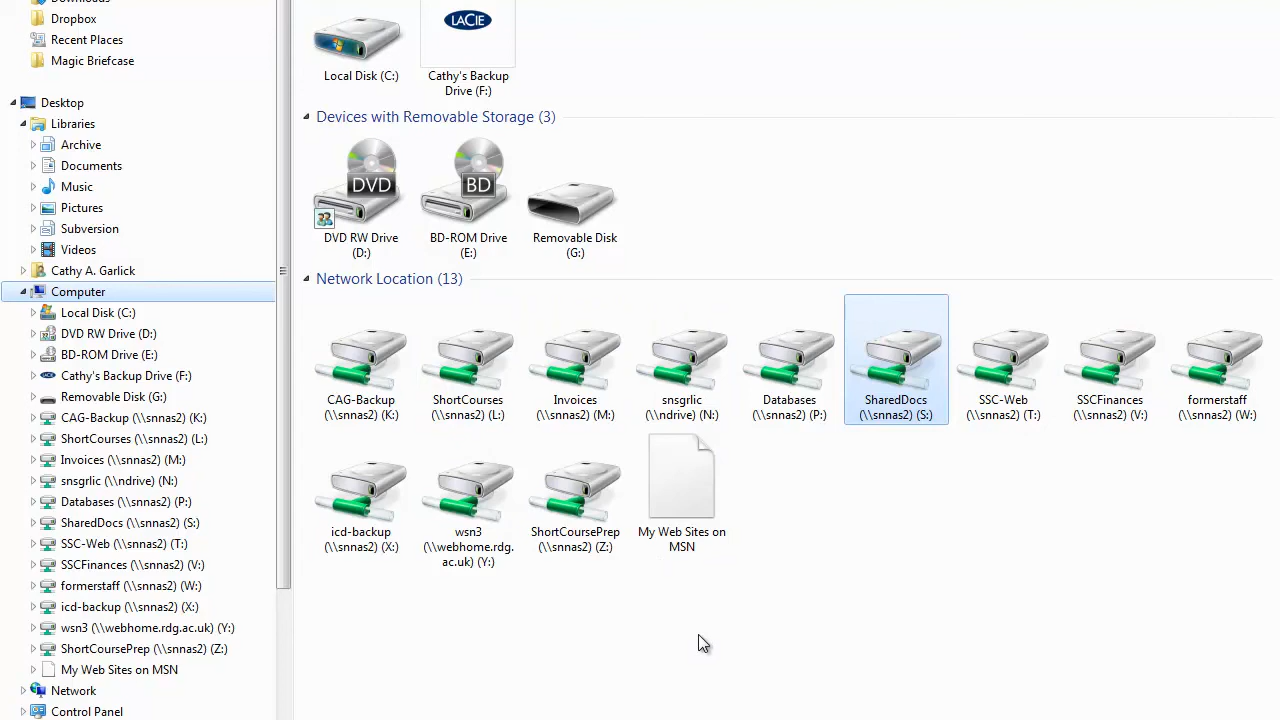 Dropbox
Recent Places
Magic Briefcase
Desktop
Libraries
Archive
Documents
Music
Pictures
Subversion
Videos
Cathy A. Garlick
Computer
Local Disk (C:)
DVD RW Drive (D:)
BD-ROM Drive (E:)
Cathy's Backup Drive (F:)
Removable Disk (G:)
CAG-Backup (\\snnas2) (K:)
ShortCourses (\\snnas2) (L:)
Invoices (\\snnas2) (M:)
snsgrlic (\\ndrive) (N:)
Databases (\\snnas2) (P:)
SharedDocs (\\snnas2) (S:)
SSC-Web (\\snnas2) (T:)
SSCFinances (\\snnas2) (V:)
formerstaff (\\snnas2) (W:)
icd-backup (\\snnas2) (X:)
wsn3 (\\webhome.rdg.ac.uk) (Y:)
ShortCoursePrep (\\snnas2) (Z:)
My Web Sites on MSN
Network
Control Panel
LACIE
Local Disk (C:)
Cathy's Backup
Drive (F:)
Devices with Removable Storage (3)
DVD
BD
DVD RW Drive
(D:)
BD-ROM Drive
(E:)
Removable Disk
(G:)
Network Location (13)
CAG-Backup
(\\snnas2) (K:)
ShortCourses
(\\snnas2) (L:)
Invoices
(\\snnas2) (M:)
snsgrlic
(\\ndrive) (N:)
Databases
(\\snnas2) (P:)
SharedDocs
(\\snnas2) (S:)
SSC-Web
(\\snnas2) (T:)
SSCFinances
(\\snnas2) (V:)
formerstaff
(\\snnas2) (W:)
icd-backup
(\\snnas2) (X:)
wsn3
(\\webhome.rdg.
ac.uk) (Y:)
ShortCoursePrep
(\\snnas2) (Z:)
My Web Sites on
MSN